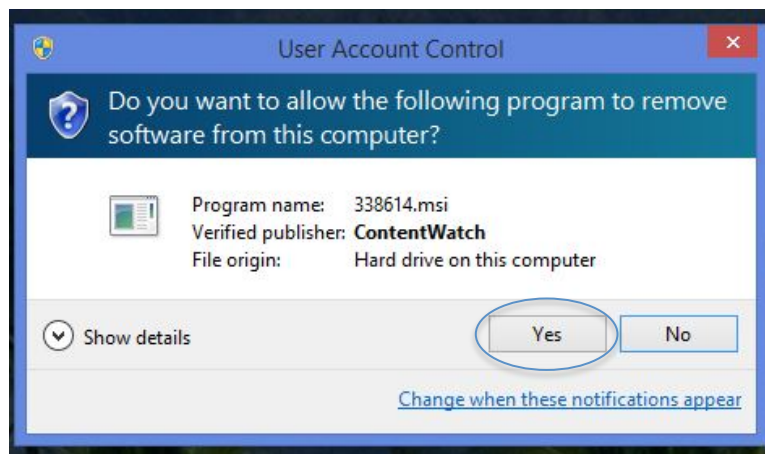 User Account Control
Do you want to allow the following program to remove
software from this computer?
Program name: 338614.msi
Verified publisher: ContentWatch
File origin: Hard drive on this computer
Show details
Yes
No
Change when these notifications appear